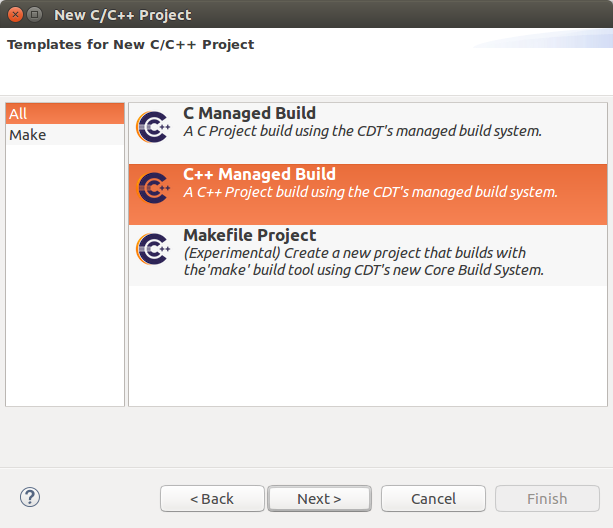 New C/C++ Project
Templates for New C/C++ Project
All
Make
C Managed Build
A C Project build using the CDT's managed build system.
C++ Managed Build
A C++ Project build using the CDT's managed build system.
Makefile Project
(Experimental) Create a new project that builds with
the'make' build tool using CDT's new Core Build System.
?
< Back
Next >
Cancel
Finish